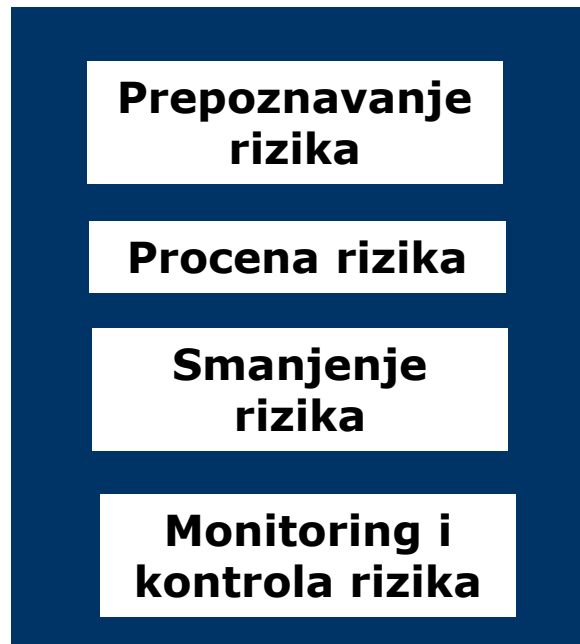 Prepoznavanje
rizika
Procena rizika
Smanjenje
rizika
Monitoring i
kontrola rizika